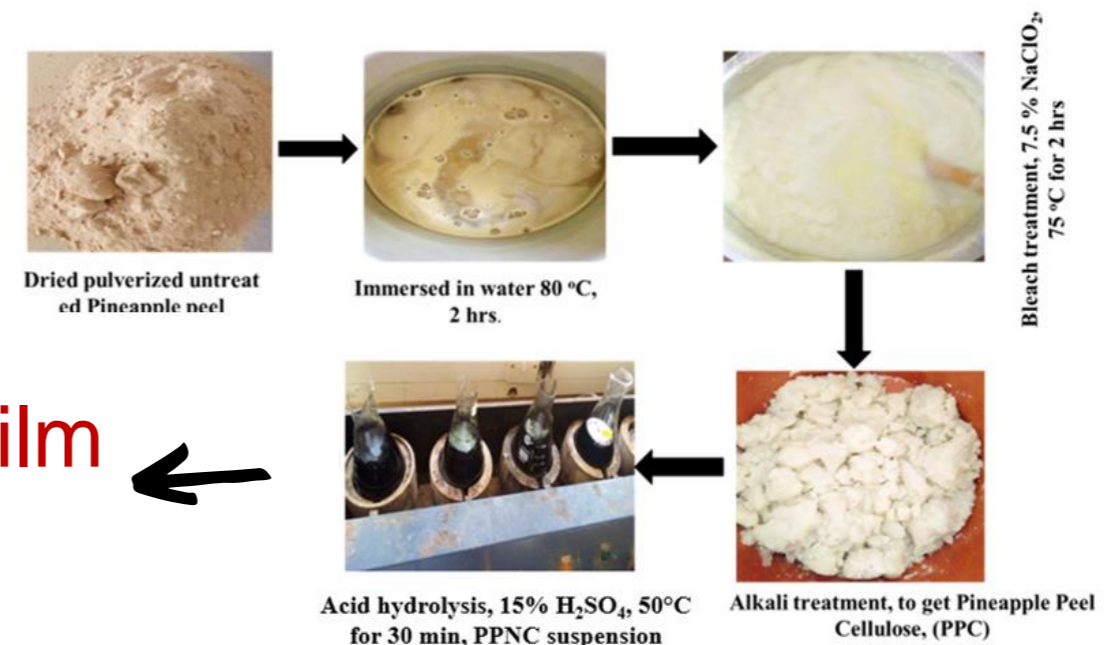 Dried pulverized untreat
ed Pineapple peel
Immersed in water 80 °C,
2 hrs.
Bleach treatment, 7.5 % NaClO₂,
75 °C for 2 hrs
Alkali treatment, to get Pineapple Peel
Cellulose, (PPC)
Acid hydrolysis, 15% H₂SO₄, 50°C
for 30 min, PPNC suspension
ilm